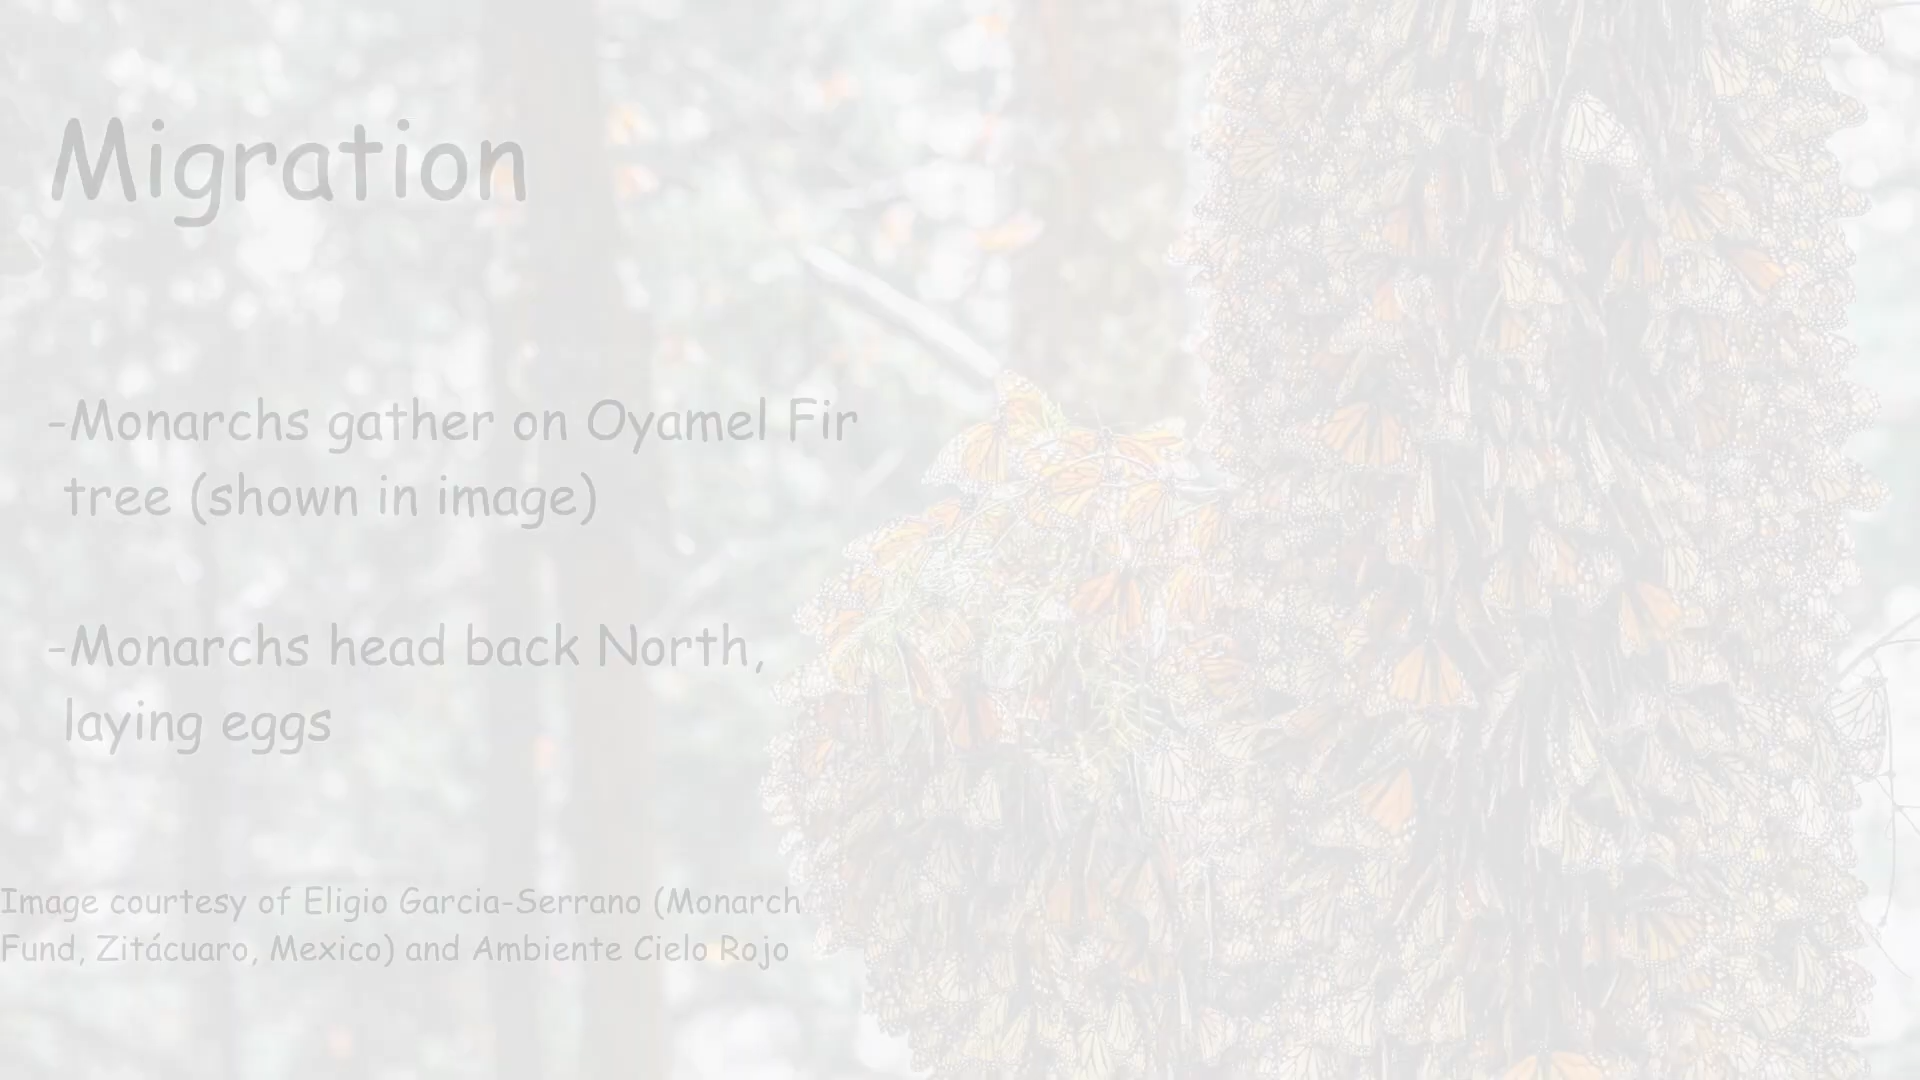 Migration
-Monarchs gather on Oyamel Fir
tree (shown in image)
-Monarchs head back North,
laying eggs
Image courtesy of Eligio Garcia-Serrano (Monarch
Fund, Zitácuaro, Mexico) and Ambiente Cielo Rojo